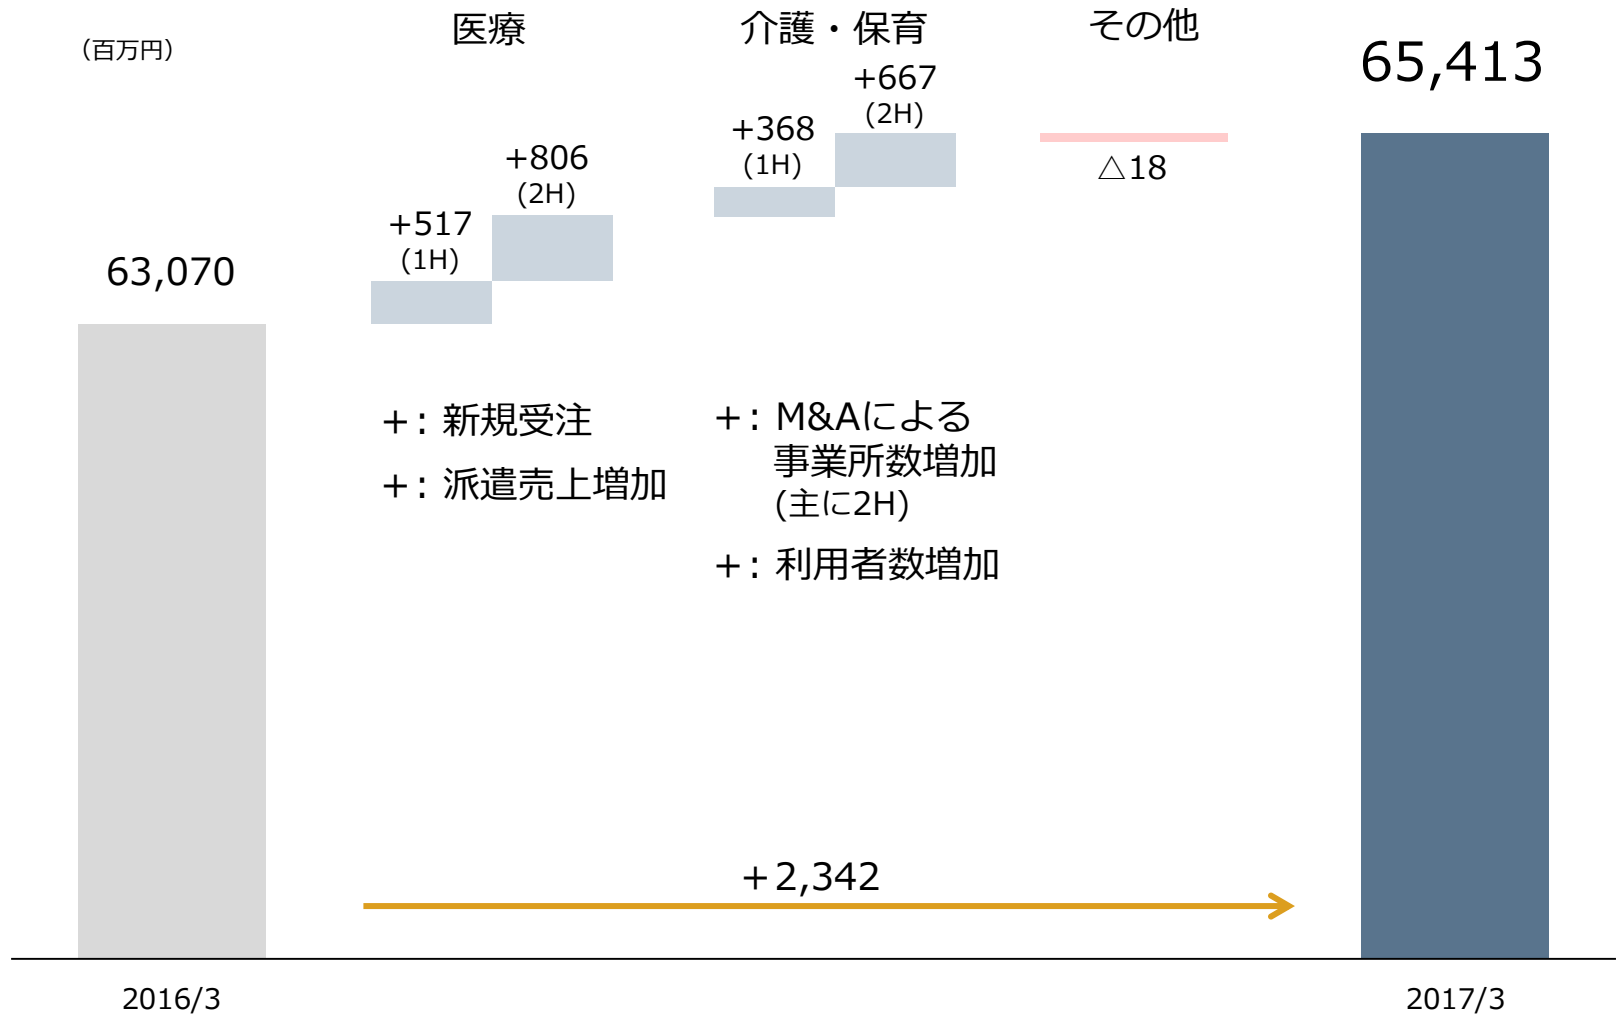 （百万円）
医療
介護・保育
その他
63,070
+517
(1H)
+806
(2H)
+368
(1H)
+667
(2H)
△18
65,413
+: 新規受注
+: 派遣売上増加
+: M&Aによる
事業所数増加
(主に2H)
+: 利用者数増加
+2,342
2016/3
2017/3